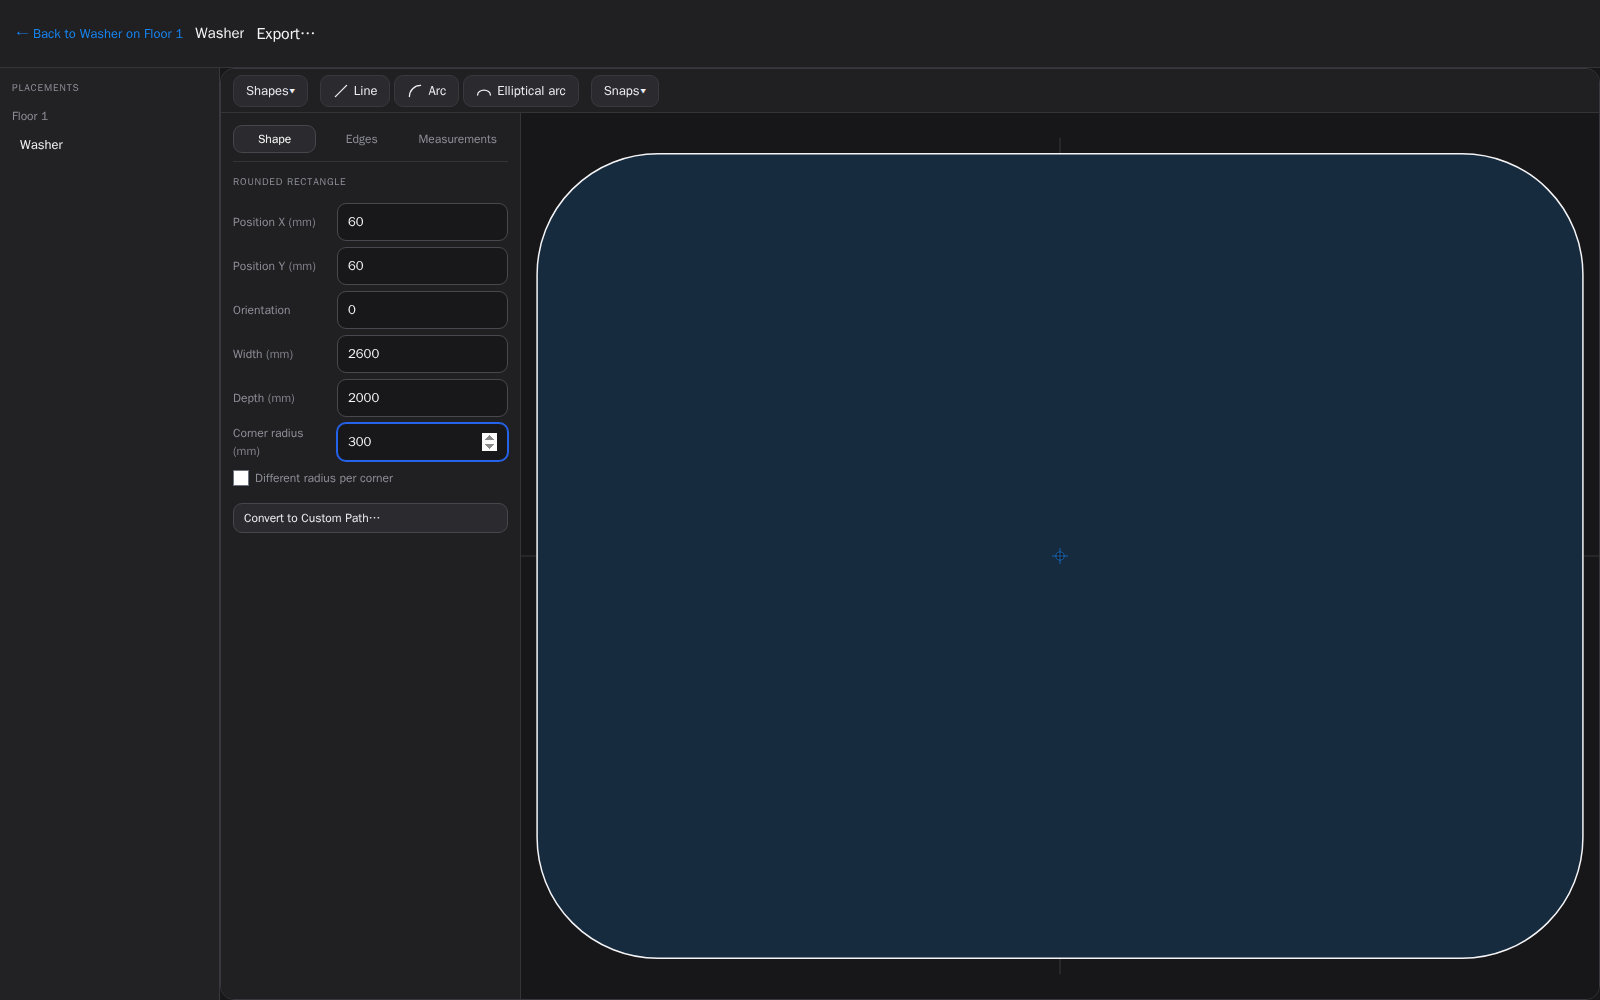 ← Back to Washer on Floor 1 Washer Export⋯
PLACEMENTS
Floor 1
Washer
Shapes▾ Line Arc Elliptical arc Snaps▾
Shape Edges Measurements
ROUNDED RECTANGLE
Position X (mm) 60
Position Y (mm) 60
Orientation 0
Width (mm) 2600
Depth (mm) 2000
Corner radius
(mm) 300
Different radius per corner
Convert to Custom Path⋯